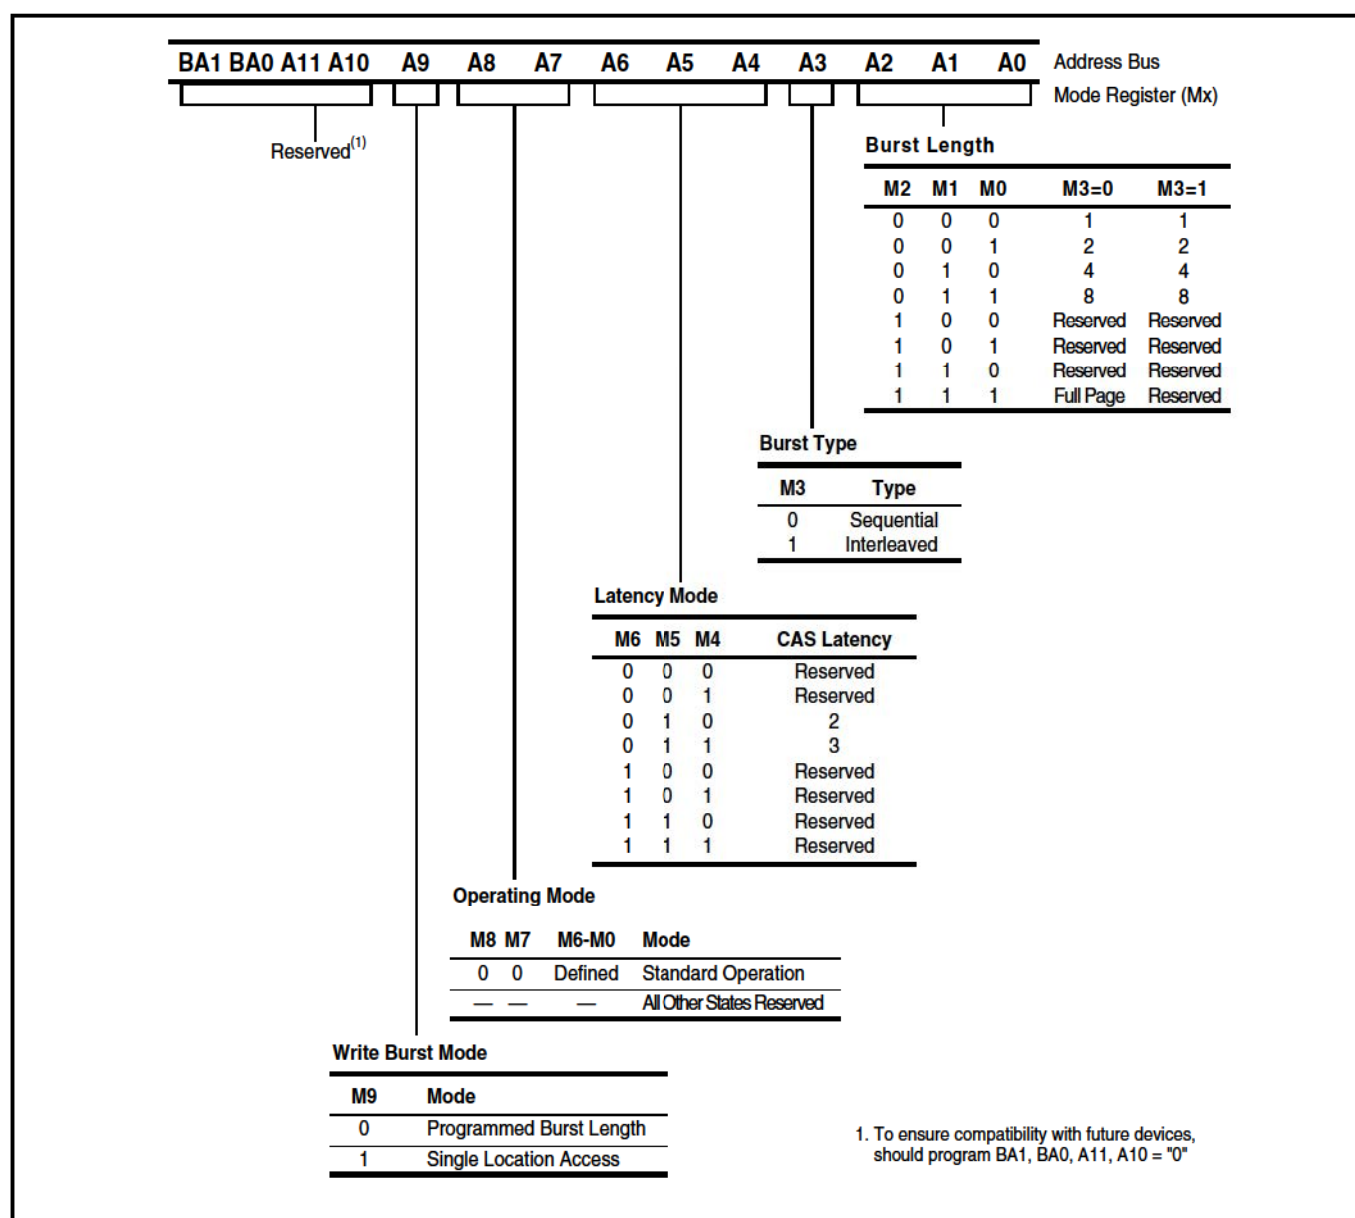 BA1 BA0 A11 A10 A9 A8 A7 A6 A5 A4 A3 A2 A1 A0 Address Bus
Mode Register (Mx)
Reserved(1)
Burst Length
M2 M1 M0 M3=0 M3=1
0 0 0 1 1
0 0 1 2 2
0 1 0 4 4
0 1 1 8 8
1 0 0 Reserved Reserved
1 0 1 Reserved Reserved
1 1 0 Reserved Reserved
1 1 1 Full Page Reserved
Burst Type
M3 Type
0 Sequential
1 Interleaved
Latency Mode
M6 M5 M4 CAS Latency
0 0 0 Reserved
0 0 1 Reserved
0 1 0 2
0 1 1 3
1 0 0 Reserved
1 0 1 Reserved
1 1 0 Reserved
1 1 1 Reserved
Operating Mode
M8 M7 M6-M0 Mode
0 0 Defined Standard Operation
— — — All Other States Reserved
Write Burst Mode
M9 Mode
0 Programmed Burst Length
1 Single Location Access
1. To ensure compatibility with future devices,
should program BA1, BA0, A11, A10 = "0"